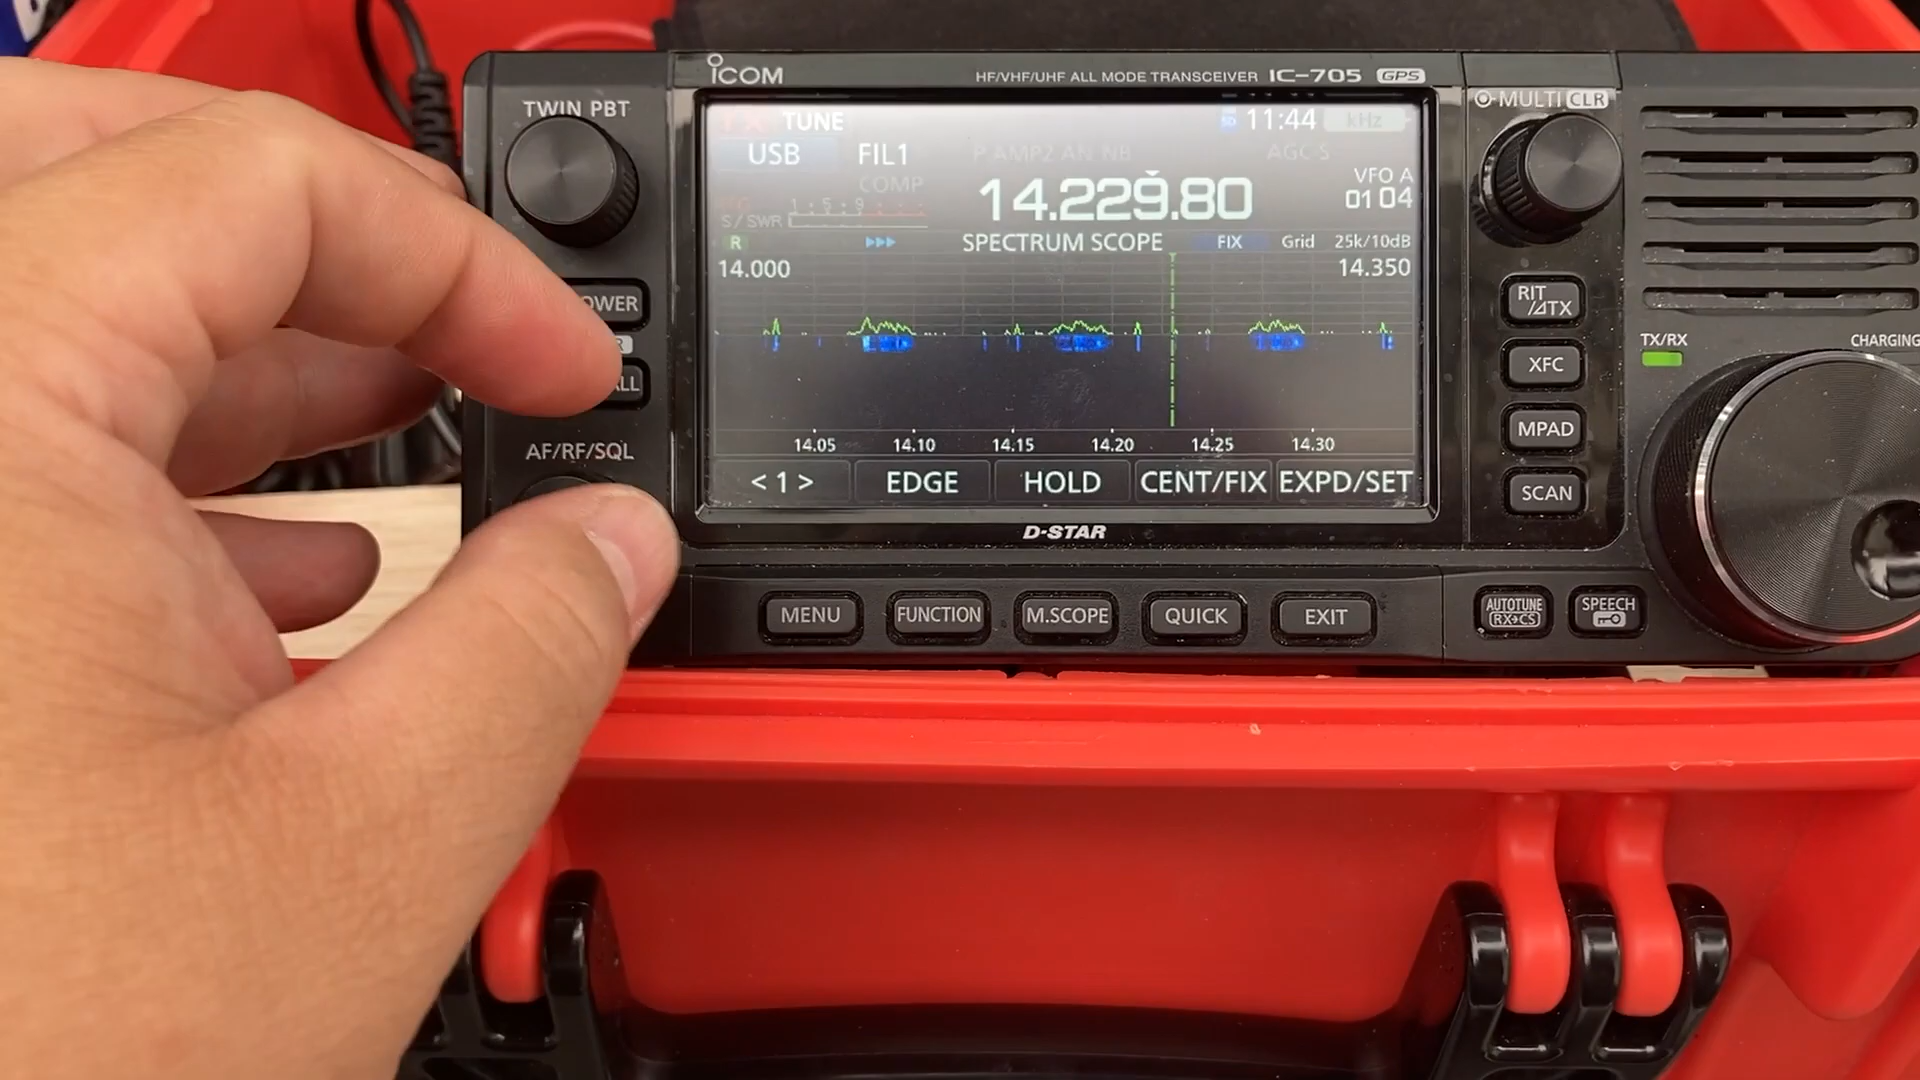 ICOM
HF/VHF/UHF ALL MODE TRANSCEIVER IC-705 GPS
TWIN PBT
MULTI CLR
TUNE
11:44 kHz
USB FIL1 P.AMP2 AN NB AGC-S
COMP
14.229.80
VFO A
01 04
1 : 5 : 9
S/SWR
R SPECTRUM SCOPE FIX Grid 25k/10dB
14.000 14.350
14.05 14.10 14.15 14.20 14.25 14.30
< 1 > EDGE HOLD CENT/FIX EXPD/SET
D-STAR
AF/RF/SQL
RIT
/⊿TX
XFC
MPAD
SCAN
TX/RX
CHARGING
MENU FUNCTION M.SCOPE QUICK EXIT
AUTOTUNE
RX→CS
SPEECH